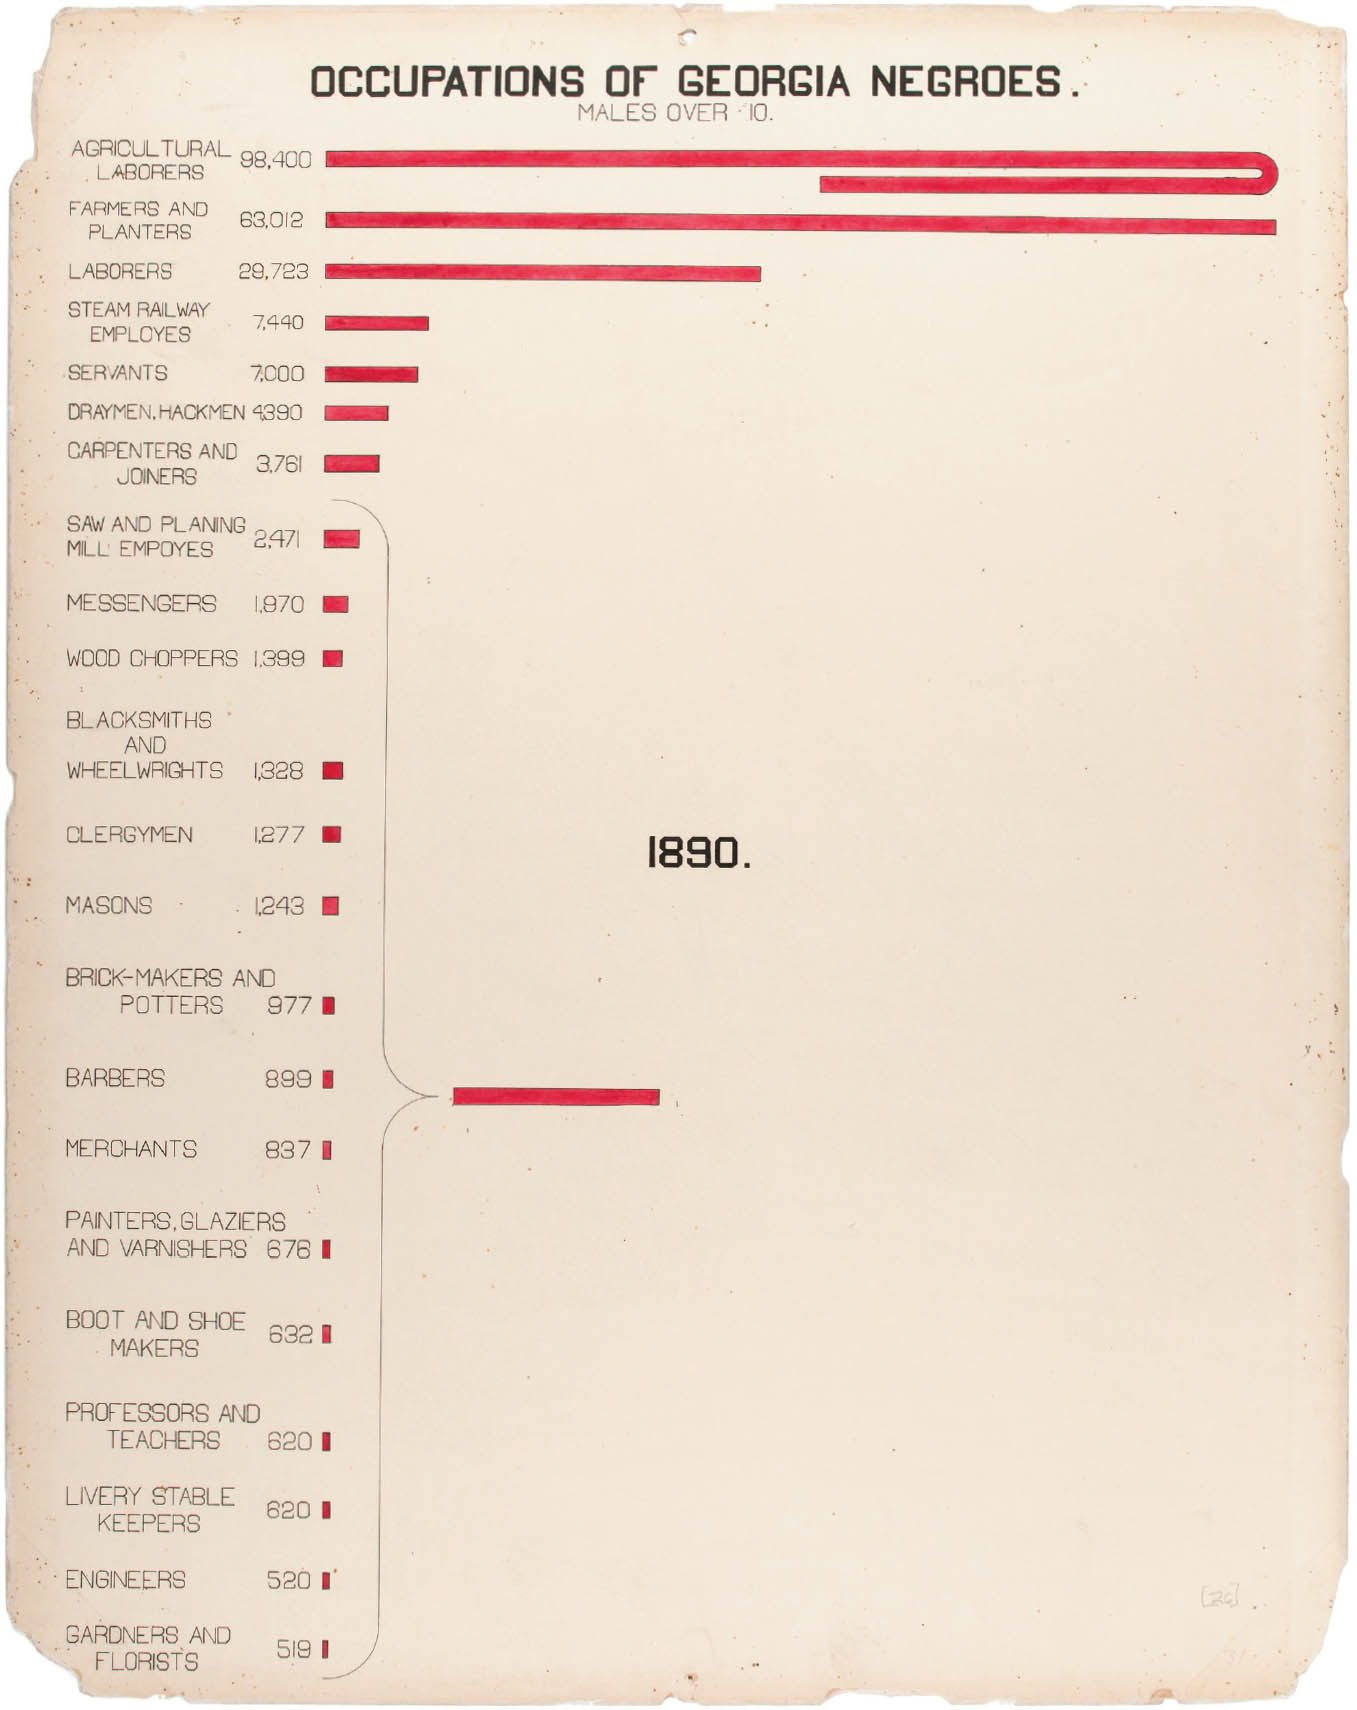 OCCUPATIONS OF GEORGIA NEGROES.
MALES OVER 10.
AGRICULTURAL
LABORERS 98,400
FARMERS AND
PLANTERS 63,012
LABORERS 29,723
STEAM RAILWAY
EMPLOYES 7,440
SERVANTS 7,000
DRAYMEN, HACKMEN 4390
CARPENTERS AND
JOINERS 3,761
SAW AND PLANING
MILL EMPOYES 2,471
MESSENGERS 1,970
WOOD CHOPPERS 1,399
BLACKSMITHS
AND
WHEELWRIGHTS 1,328
CLERGYMEN 1,277
1890.
MASONS 1,243
BRICK-MAKERS AND
POTTERS 977
BARBERS 899
MERCHANTS 837
PAINTERS, GLAZIERS
AND VARNISHERS 676
BOOT AND SHOE
MAKERS 632
PROFESSORS AND
TEACHERS 620
LIVERY STABLE
KEEPERS 620
ENGINEERS 520
GARDNERS AND
FLORISTS 519